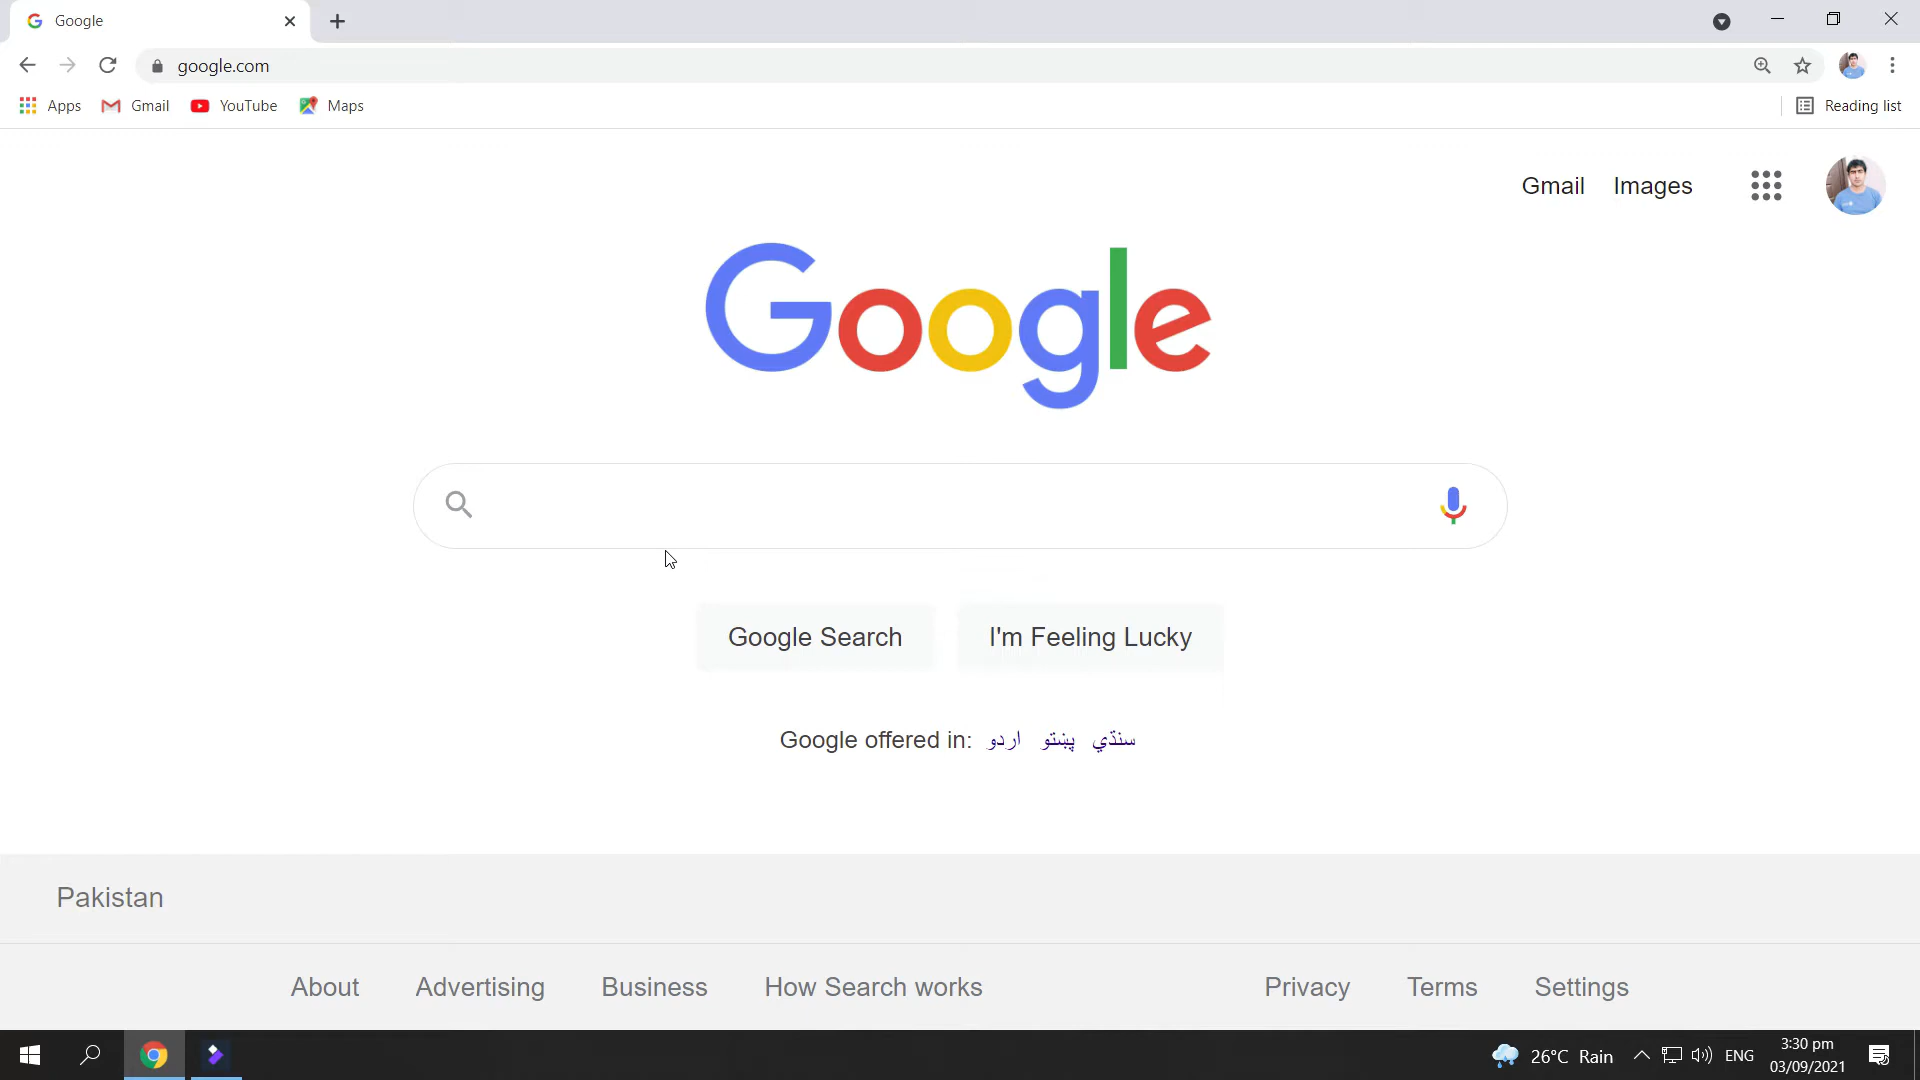 Google
google.com
Apps Gmail YouTube Maps Reading list
Gmail Images
Google
Google Search I'm Feeling Lucky
Google offered in: اردو پښتو سنڌي
Pakistan
About Advertising Business How Search works Privacy Terms Settings
26°C Rain ENG 3:30 pm
03/09/2021